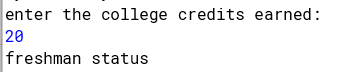 enter the college credits earned:
20
freshman status